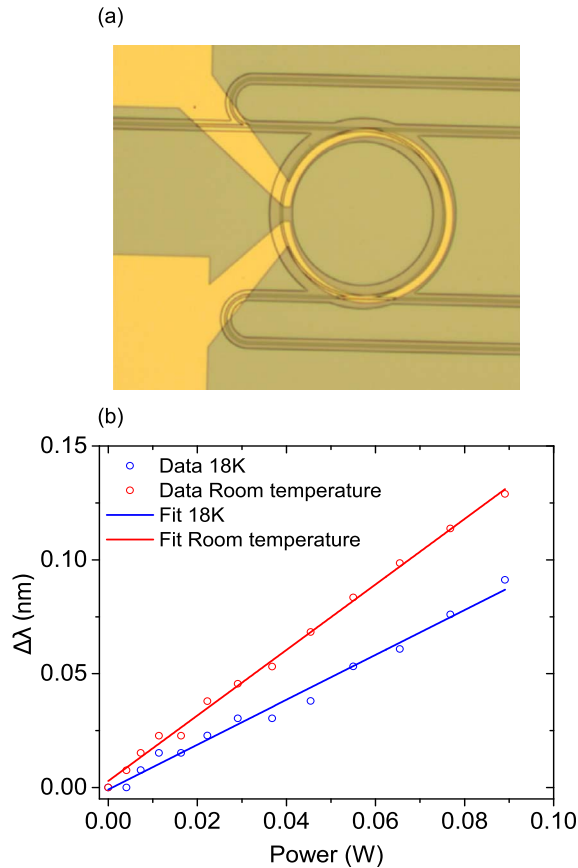 (a)
(b)
0.15
0.10
0.05
0.00
Δλ (nm)
Data 18K
Data Room temperature
Fit 18K
Fit Room temperature
0.00 0.02 0.04 0.06 0.08 0.10
Power (W)